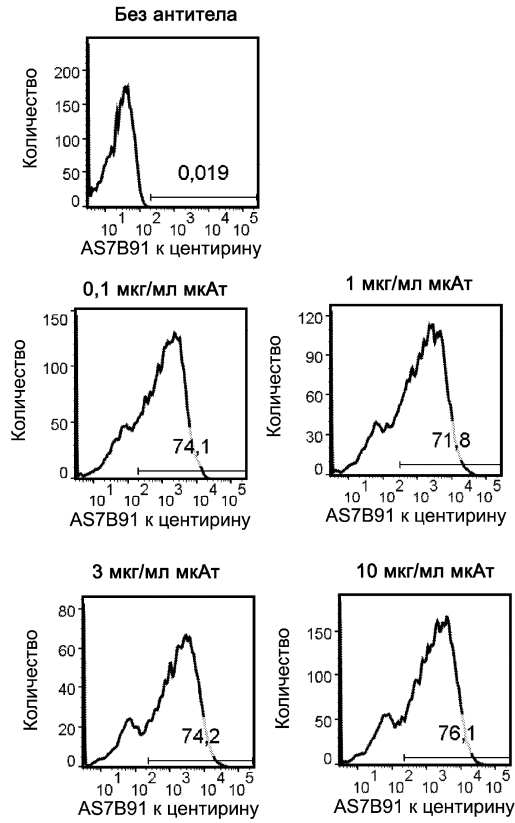 Без антитела
Количество
200
150
100
50
0
0,019
10^1 10^2 10^3 10^4 10^5
AS7B91 к центирину
0,1 мкг/мл мкАт
Количество
150
100
50
0
74,1
10^1 10^2 10^3 10^4 10^5
AS7B91 к центирину
1 мкг/мл мкАт
Количество
120
90
60
30
0
71,8
10^1 10^2 10^3 10^4 10^5
AS7B91 к центирину
3 мкг/мл мкАт
Количество
80
60
40
20
0
74,2
10^1 10^2 10^3 10^4 10^5
AS7B91 к центирину
10 мкг/мл мкАт
Количество
150
100
50
0
76,1
10^1 10^2 10^3 10^4 10^5
AS7B91 к центирину